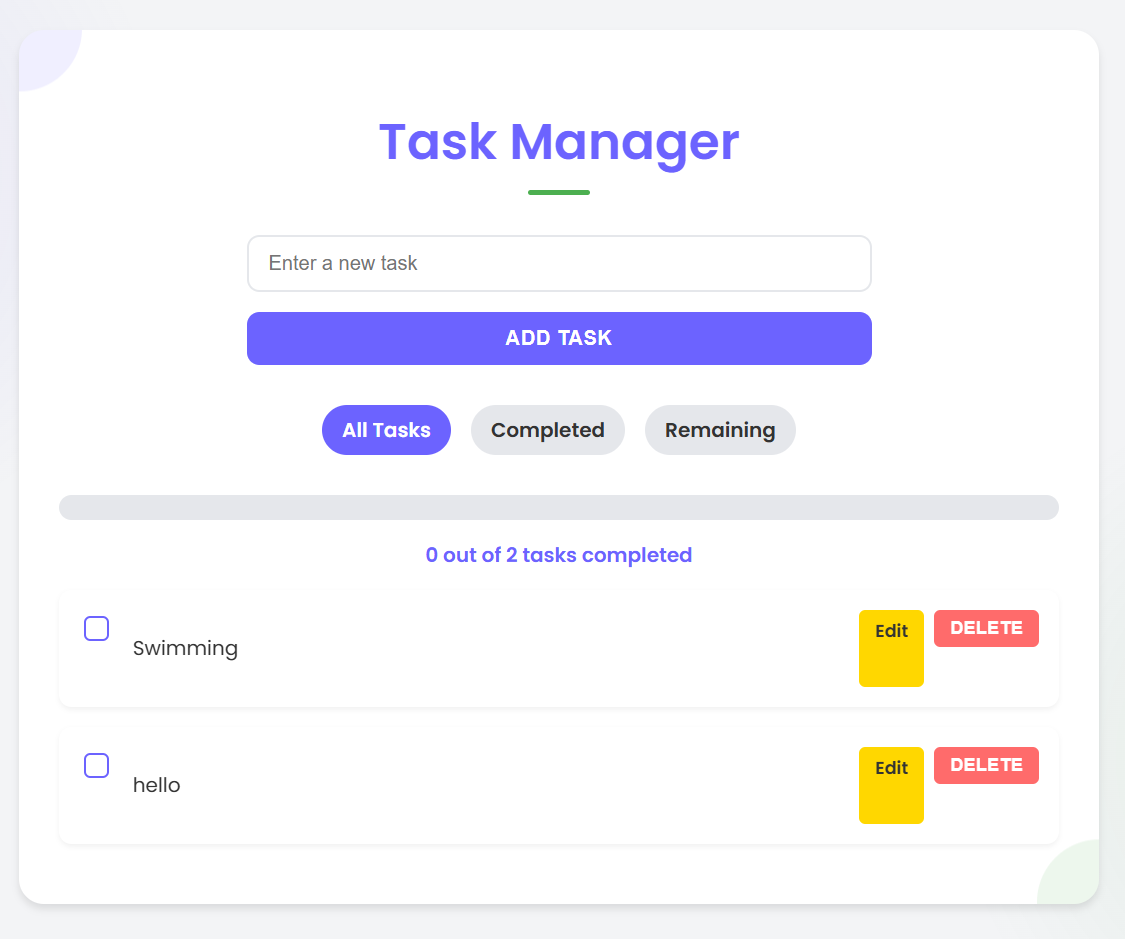 Task Manager
Enter a new task
ADD TASK
All Tasks Completed Remaining
0 out of 2 tasks completed
Swimming Edit DELETE
hello Edit DELETE